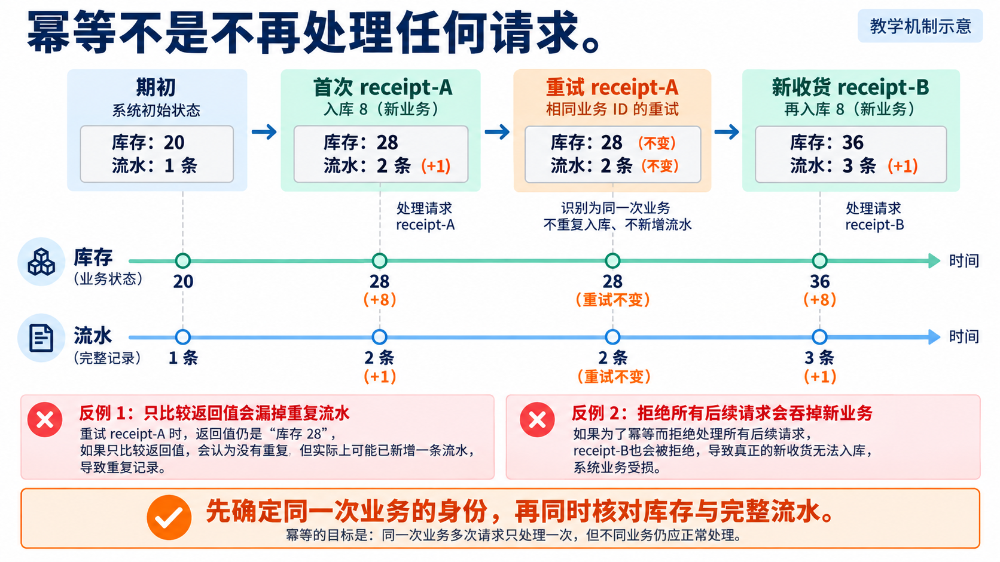 幂等不是不再处理任何请求。
教学机制示意
期初
系统初始状态
库存：20
流水：1 条
首次 receipt-A
入库 8（新业务）
库存：28
流水：2 条 (+1)
重试 receipt-A
相同业务 ID 的重试
库存：28 （不变）
流水：2 条（不变）
新收货 receipt-B
再入库 8（新业务）
库存：36
流水：3 条 (+1)
处理请求
receipt-A
识别为同一次业务
不重复入库、不新增流水
处理请求
receipt-B
库存
（业务状态）
20
28
（+8）
28
（重试不变）
36
（+8）
时间
流水
（完整记录）
1 条
2 条
（+1）
2 条
（重试不变）
3 条
（+1）
时间
反例 1：只比较返回值会漏掉重复流水
重试 receipt-A 时，返回值仍是“库存 28”，
如果只比较返回值，会认为没有重复，但实际上可能已新增一条流水，
导致重复记录。
反例 2：拒绝所有后续请求会吞掉新业务
如果为了幂等而拒绝处理所有后续请求，
receipt-B也会被拒绝，导致真正的新收货无法入库，
系统业务受损。
先确定同一次业务的身份，再同时核对库存与完整流水。
幂等的目标是：同一次业务多次请求只处理一次，但不同业务仍应正常处理。